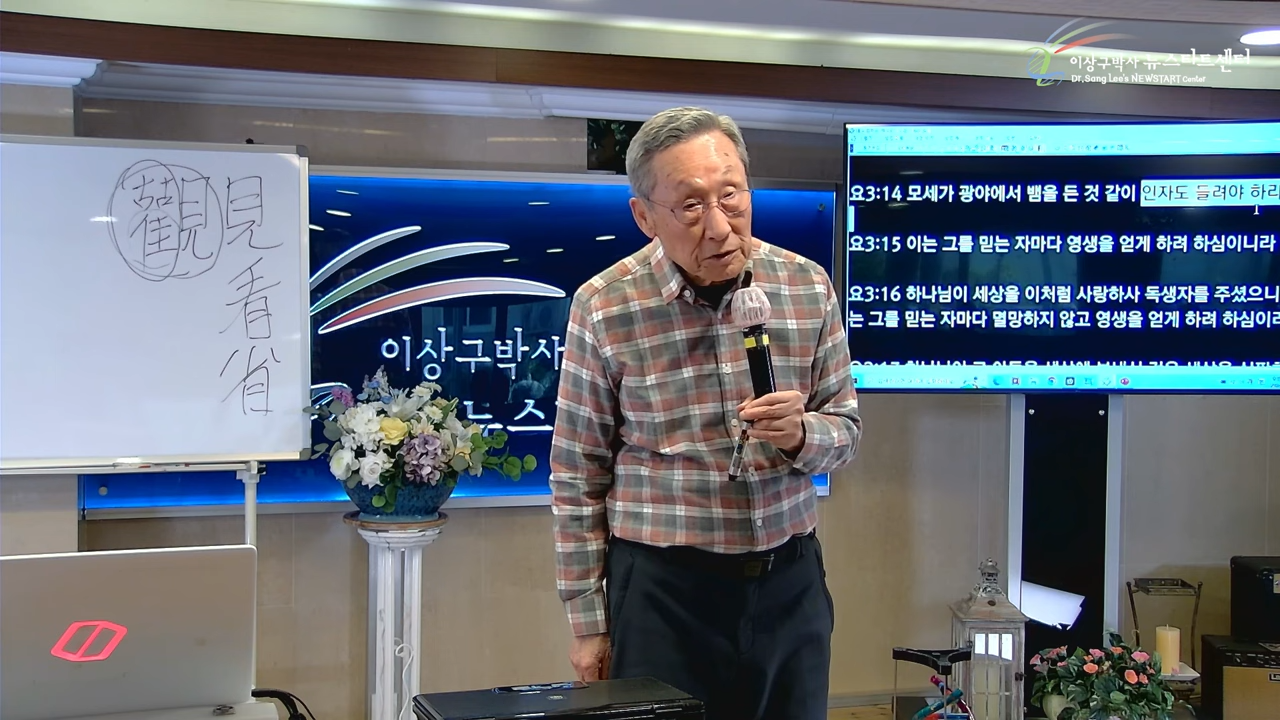 이상구박사 뉴스타트센터
Dr. Sang Lee's NEWSTART Center
觀見
看
省
이상구박사
뉴스
요3:14 모세가 광야에서 뱀을 든 것 같이 인자도 들려야 하리
요3:15 이는 그를 믿는 자마다 영생을 얻게 하려 하심이니라
요3:16 하나님이 세상을 이처럼 사랑하사 독생자를 주셨으니
는 그를 믿는 자마다 멸망하지 않고 영생을 얻게 하려 하심이라